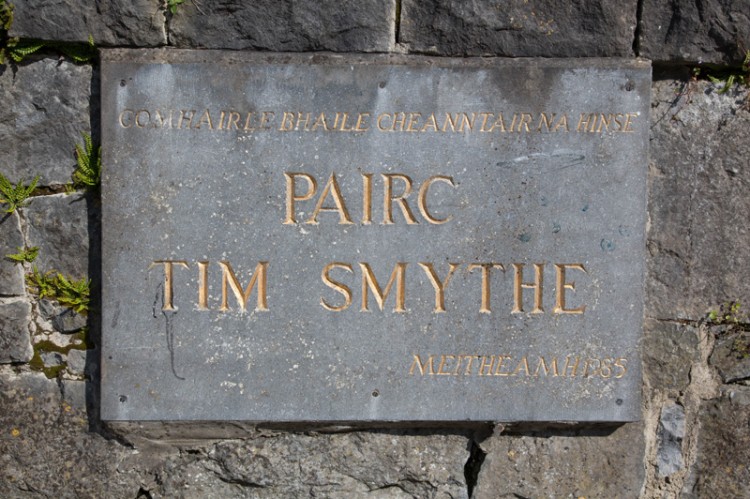 COMHAIRLE BHAILE CHEANNTAIR NA HINSE
PAIRC
TIM SMYTHE
MEITHEAMH 1985